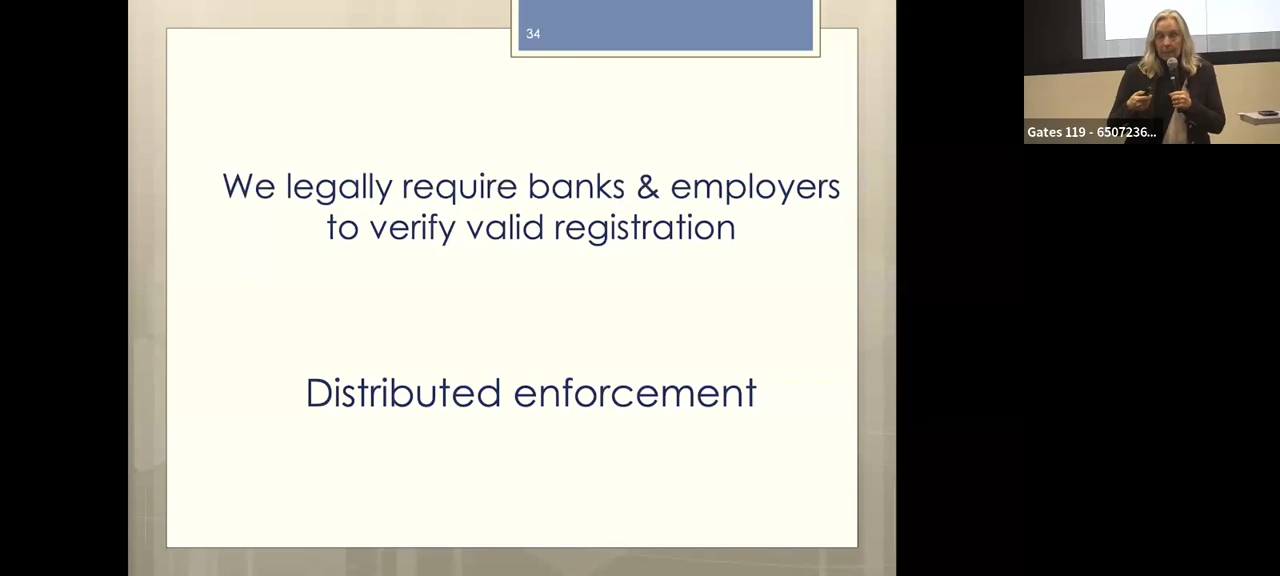 34
We legally require banks & employers
to verify valid registration
Distributed enforcement
Gates 119 - 6507236...